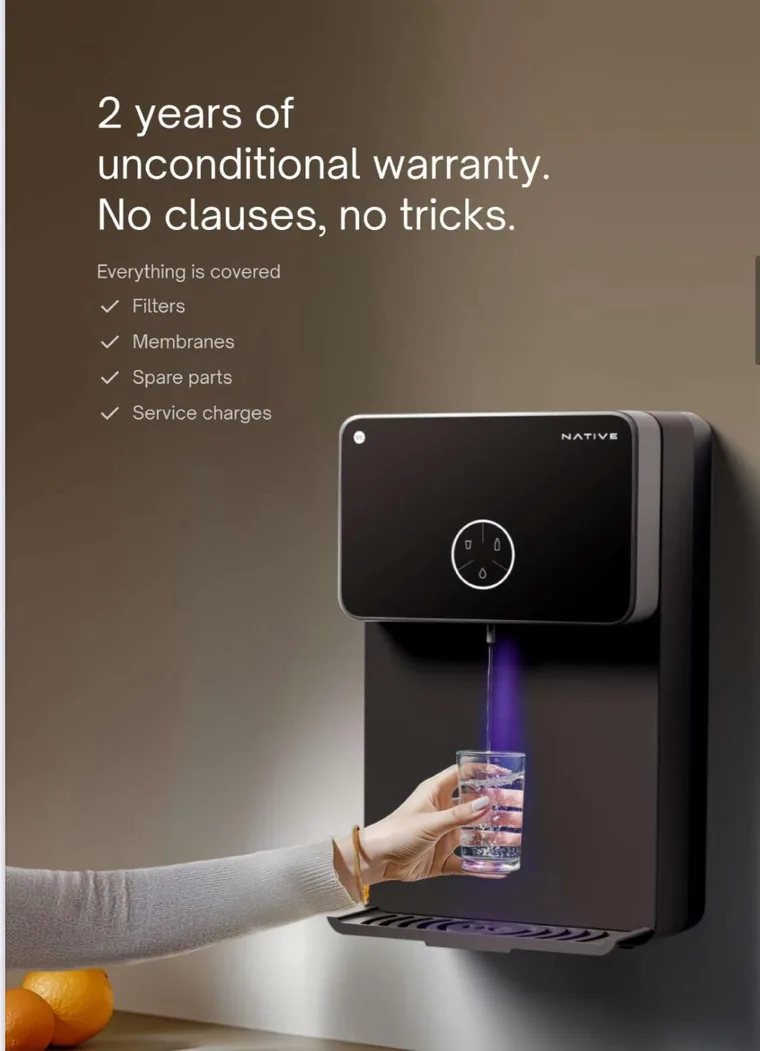 2 years of
unconditional warranty.
No clauses, no tricks.
Everything is covered
Filters
Membranes
Spare parts
Service charges
NATIVE